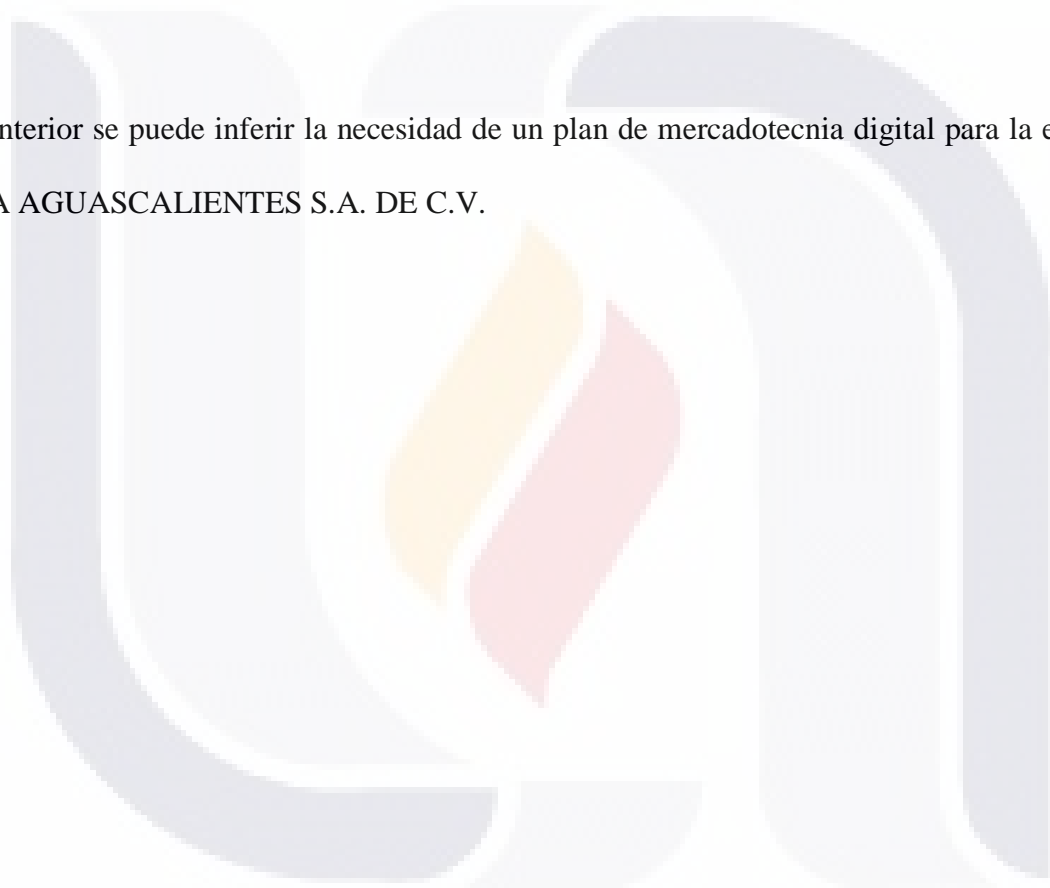 nterior se puede inferir la necesidad de un plan de mercadotecnia digital para la e
A AGUASCALIENTES S.A. DE C.V.